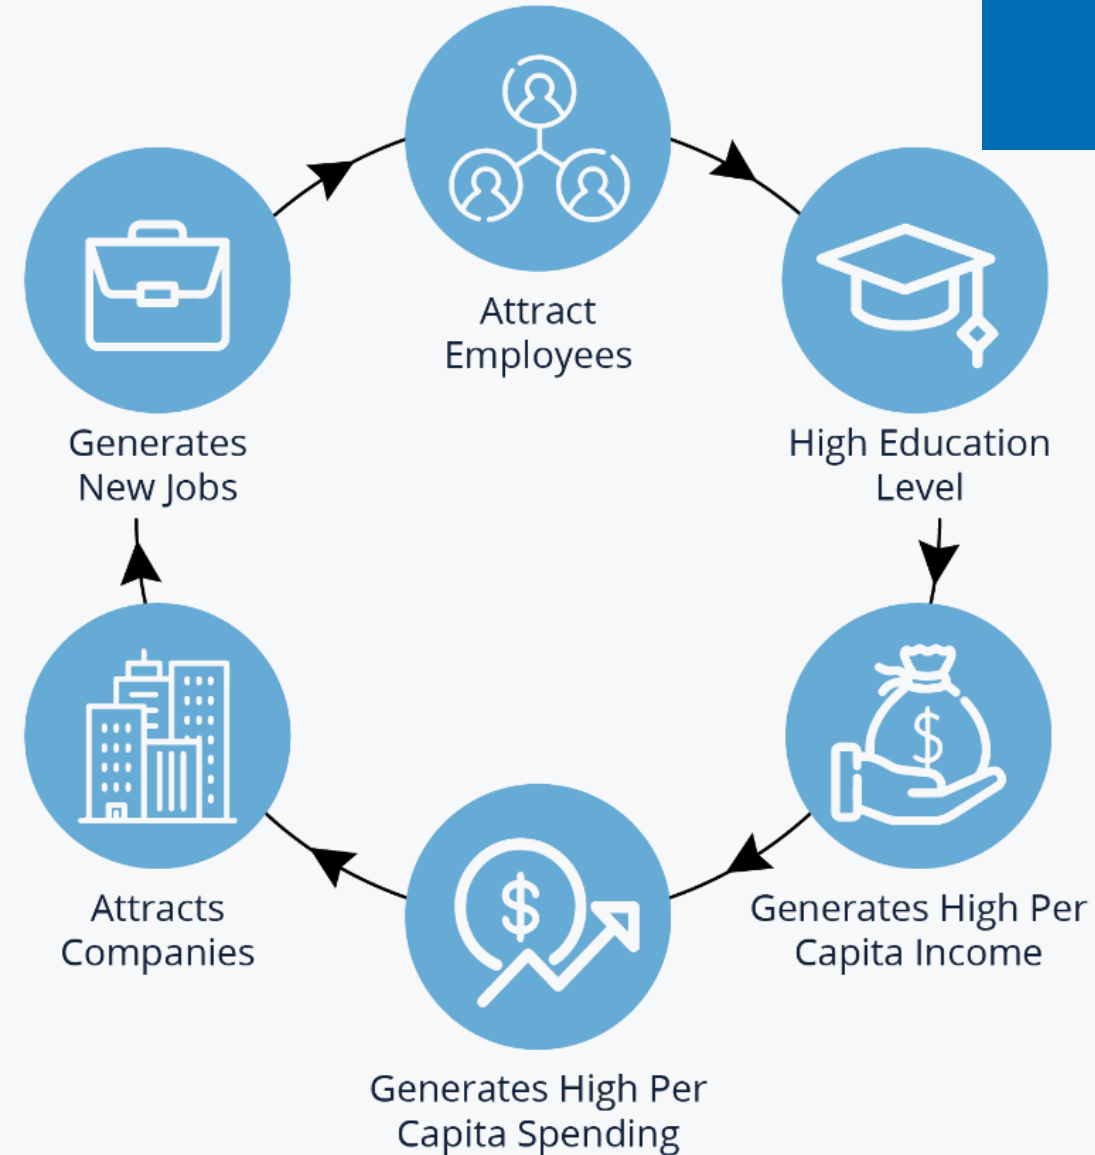 Attract
Employees
Generates
New Jobs
High Education
Level
Attracts
Companies
Generates High Per
Capita Income
Generates High Per
Capita Spending
$
$